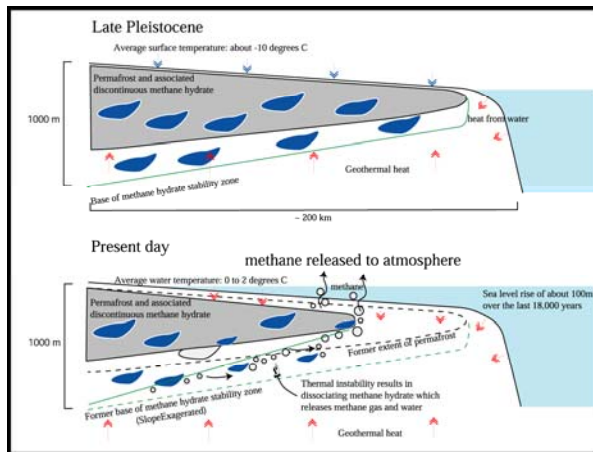 Late Pleistocene
Average surface temperature: about -10 degrees C
Permafrost and associated
discontinuous methane hydrate
1000 m
heat from water
Geothermal heat
Base of methane hydrate stability zone
~ 200 km
Present day
methane released to atmosphere
Average water temperature: 0 to 2 degrees C
methane
Sea level rise of about 100m
over the last 18,000 years
Permafrost and associated
discontinuous methane hydrate
1000 m
Former extent of permafrost
Thermal instability results in
dissociating methane hydrate which
releases methane gas and water
Former base of methane hydrate stability zone
(SlopeExagerated)
Geothermal heat